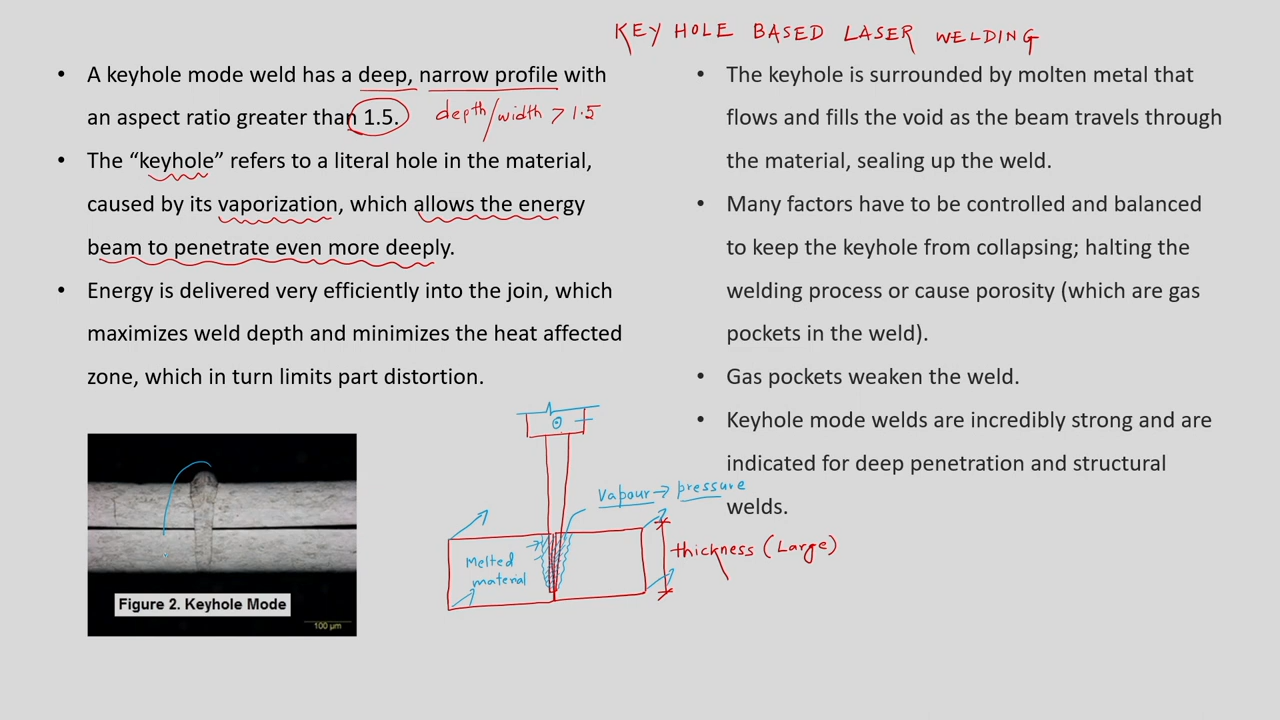 KEY HOLE BASED LASER WELDING
• A keyhole mode weld has a deep, narrow profile with
an aspect ratio greater than 1.5.
depth/width > 1.5
• The “keyhole” refers to a literal hole in the material,
caused by its vaporization, which allows the energy
beam to penetrate even more deeply.
• Energy is delivered very efficiently into the join, which
maximizes weld depth and minimizes the heat affected
zone, which in turn limits part distortion.
Figure 2. Keyhole Mode
100 µm
Vapour → pressure
Melted
material
thickness (Large)
• The keyhole is surrounded by molten metal that
flows and fills the void as the beam travels through
the material, sealing up the weld.
• Many factors have to be controlled and balanced
to keep the keyhole from collapsing; halting the
welding process or cause porosity (which are gas
pockets in the weld).
• Gas pockets weaken the weld.
• Keyhole mode welds are incredibly strong and are
indicated for deep penetration and structural
welds.